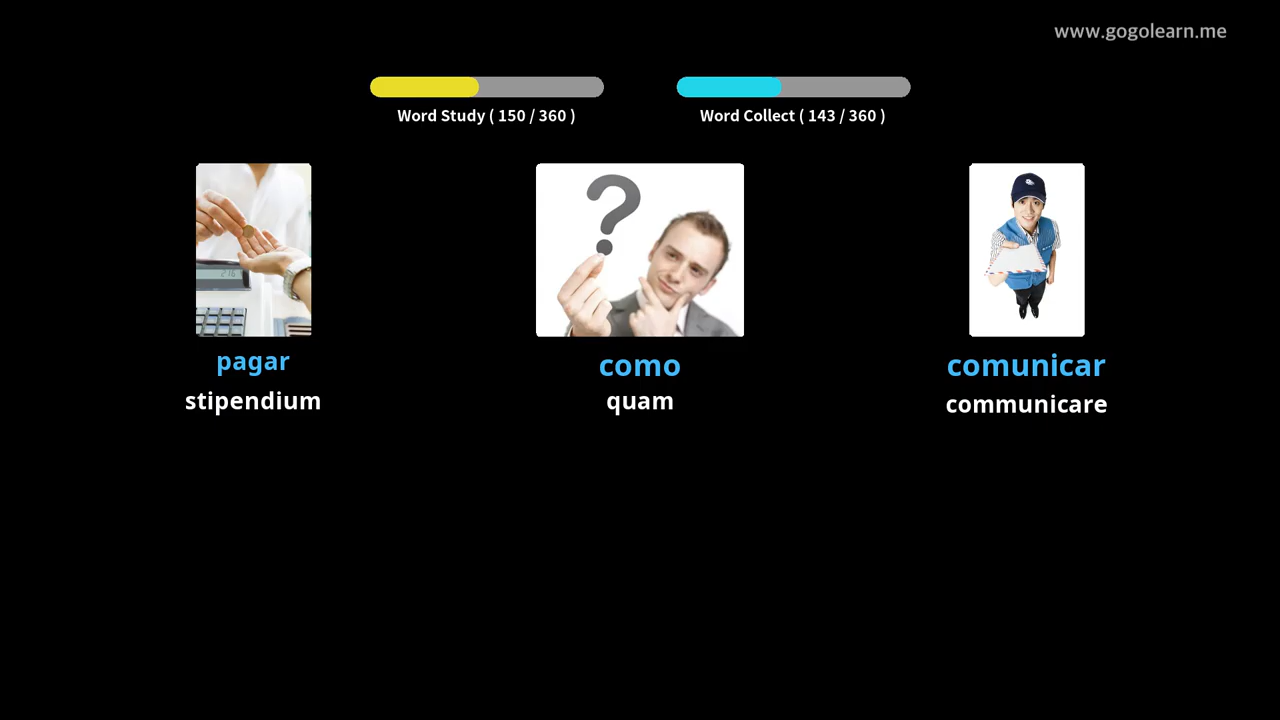 www.gogolearn.me
Word Study ( 150 / 360 )
Word Collect ( 143 / 360 )
pagar
stipendium
como
quam
comunicar
communicare